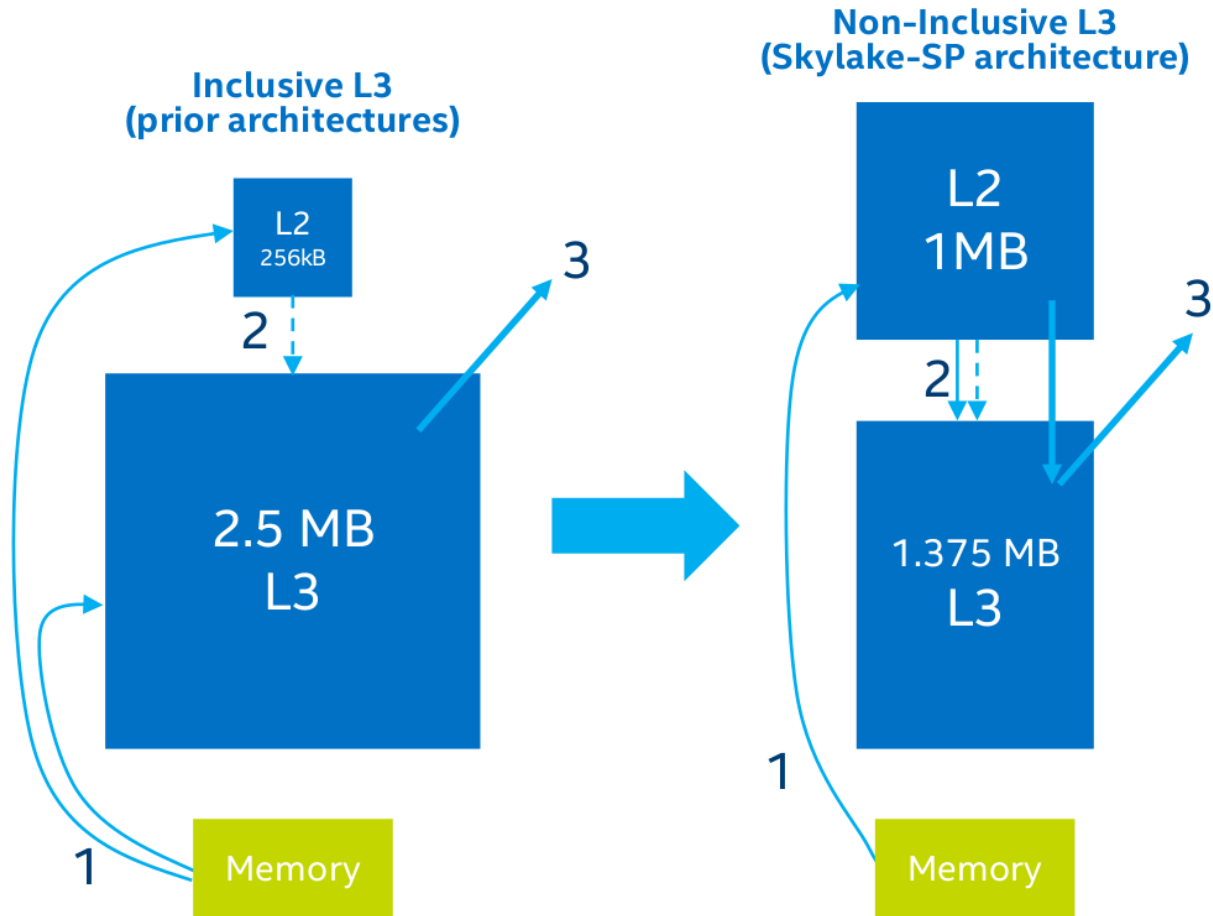 Inclusive L3
(prior architectures)
L2
256kB
2
3
2.5 MB
L3
1
Memory
Non-Inclusive L3
(Skylake-SP architecture)
L2
1MB
2
3
1.375 MB
L3
1
Memory